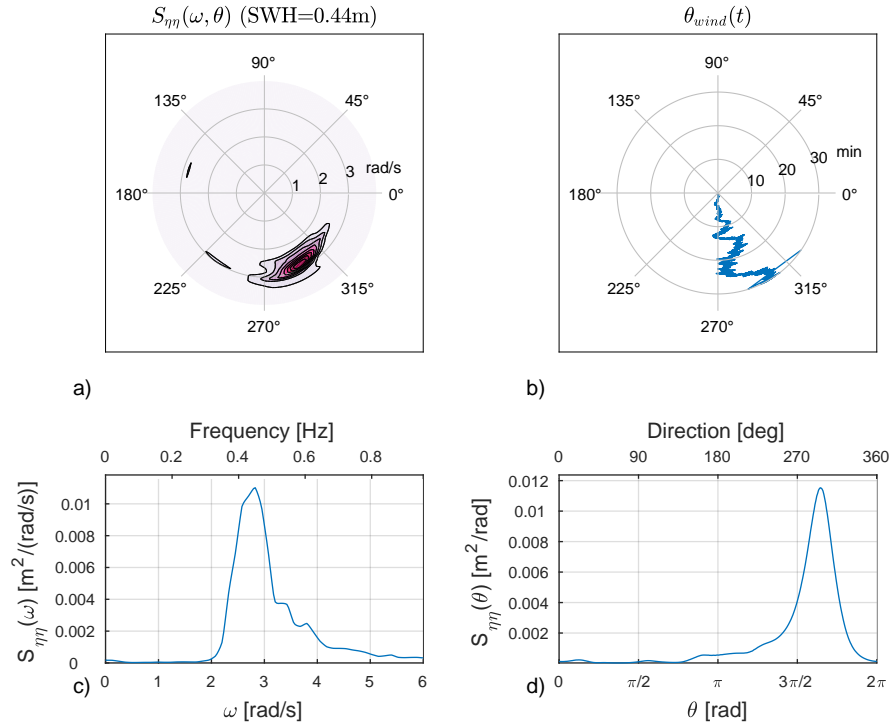 S_ηη(ω, θ) (SWH=0.44m)
θ_wind(t)
90°
135°
45°
rad/s
1
2
3
180°
0°
225°
315°
270°
a)
90°
135°
45°
min
10
20
30
180°
0°
225°
315°
270°
b)
Frequency [Hz]
0
0.2
0.4
0.6
0.8
0.01
0.008
0.006
0.004
0.002
0
S_ηη(ω) [m²/(rad/s)]
c)
0
1
2
3
4
5
6
ω [rad/s]
Direction [deg]
0
90
180
270
360
0.012
0.01
0.008
0.006
0.004
0.002
S_ηη(θ) [m²/rad]
d)
0
π/2
π
3π/2
2π
θ [rad]